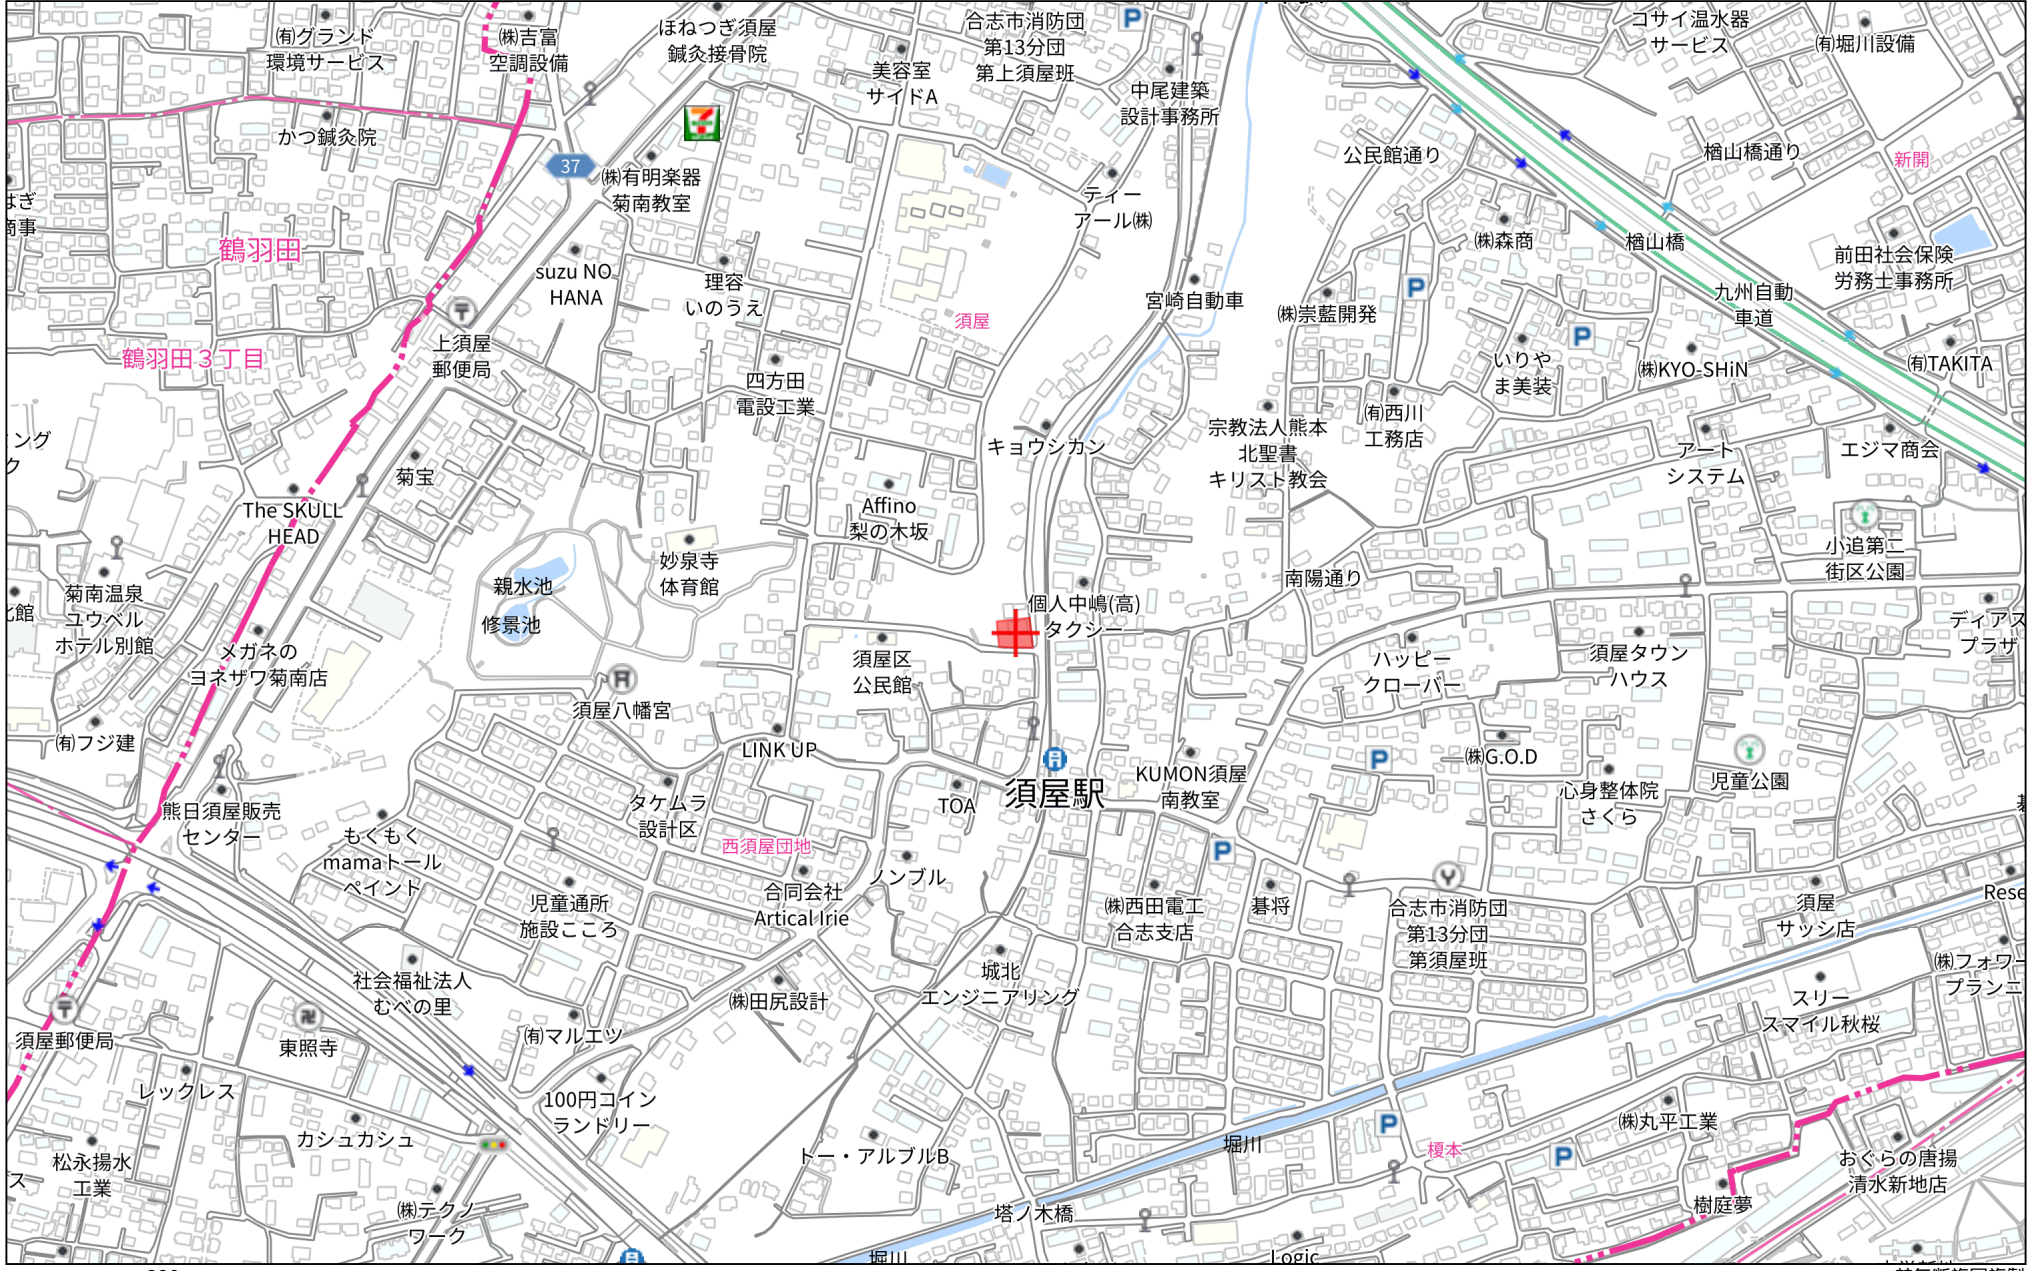 ㈲グランド
環境サービス
㈱吉富
空調設備
ほねつぎ須屋
鍼灸接骨院
合志市消防団
第13分団
第上須屋班
P
コサイ温水器
サービス
㈲堀川設備
美容室
サイドA
中尾建築
設計事務所
かつ鍼灸院
37
㈱有明楽器
菊南教室
公民館通り
楢山橋通り
新開
ティー
アール㈱
㈱森商
楢山橋
前田社会保険
労務士事務所
鶴羽田
suzu NO
HANA
理容
いのうえ
宮崎自動車
㈱崇藍開発
P
九州自動
車道
須屋
P
上須屋
郵便局
鶴羽田３丁目
四方田
電設工業
いりや
ま美装
㈱KYO-SHiN
㈲TAKITA
㈲西川
工務店
キョウシカン
宗教法人熊本
北聖書
キリスト教会
アート
システム
エジマ商会
菊宝
The SKULL
HEAD
Affino
梨の木坂
妙泉寺
体育館
親水池
修景池
南陽通り
小迫第二
街区公園
菊南温泉
ユウベル
ホテル別館
個人中嶋(高)
タクシー
ディアス
プラザ
メガネの
ヨネザワ菊南店
須屋区
公民館
ハッピー
クローバー
須屋タウン
ハウス
須屋八幡宮
㈲フジ建
LINK UP
須屋駅
KUMON須屋
南教室
P
㈱G.O.D
児童公園
心身整体院
さくら
TOA
タケムラ
設計区
熊日須屋販売
センター
もくもく
mamaトール
ペイント
西須屋団地
P
ノンブル
合同会社
Artical Irie
児童通所
施設こころ
㈱西田電工
合志支店
碁将
合志市消防団
第13分団
第須屋班
須屋
サッシ店
Rese
社会福祉法人
むべの里
城北
エンジニアリング
㈱田尻設計
㈱フォワー
プランニ
スリー
スマイル秋桜
須屋郵便局
東照寺
㈲マルエツ
レックレス
100円コイン
ランドリー
カシュカシュ
トー・アルブルB
堀川
P
榎本
P
㈱丸平工業
おぐらの唐揚
清水新地店
松永揚水
工業
㈱テクノ
ワーク
塔ノ木橋
樹庭夢
堀川
Logic